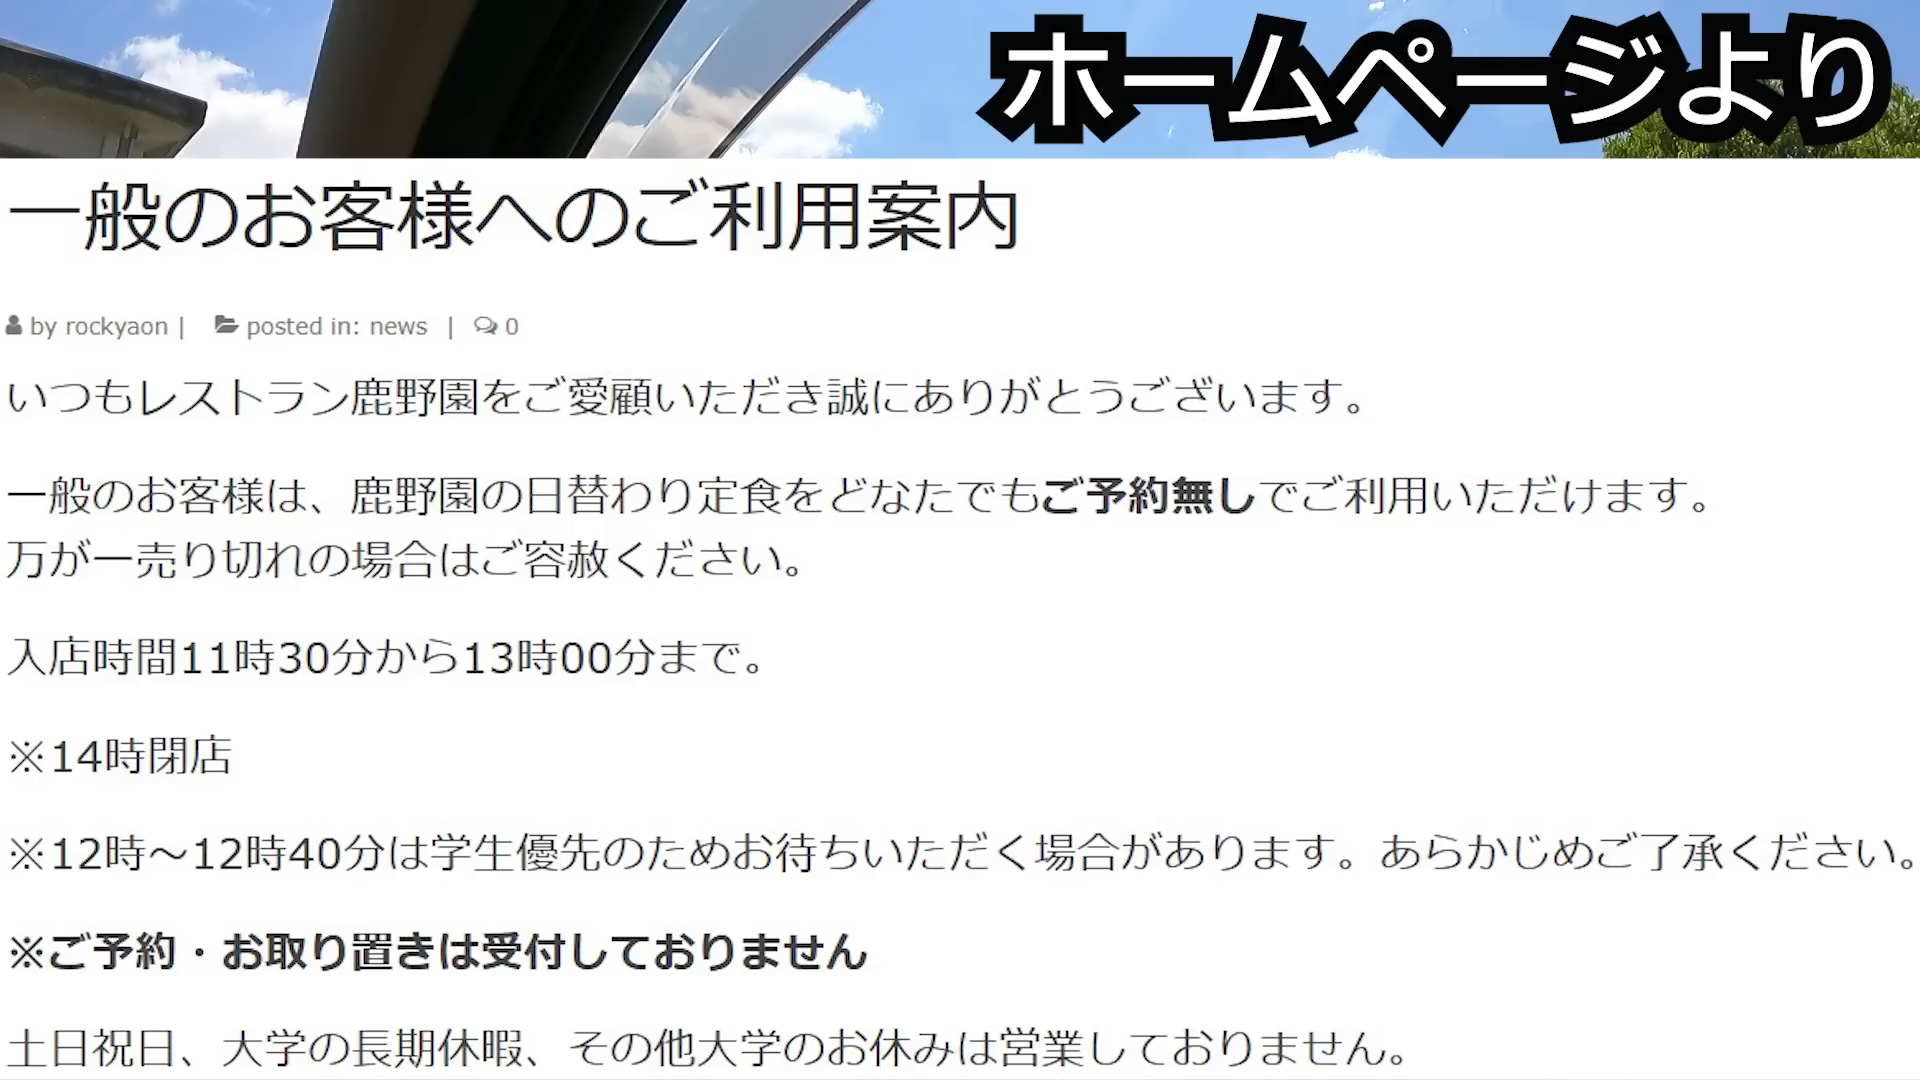 ホームページより
一般のお客様へのご利用案内
by rockyaon | posted in: news | 0
いつもレストラン鹿野園をご愛顧いただき誠にありがとうございます。
一般のお客様は、鹿野園の日替わり定食をどなたでもご予約無しでご利用いただけます。
万が一売り切れの場合はご容赦ください。
入店時間11時30分から13時00分まで。
※14時閉店
※12時～12時40分は学生優先のためお待ちいただく場合があります。あらかじめご了承ください。
※ご予約・お取り置きは受付しておりません
土日祝日、大学の長期休暇、その他大学のお休みは営業しておりません。